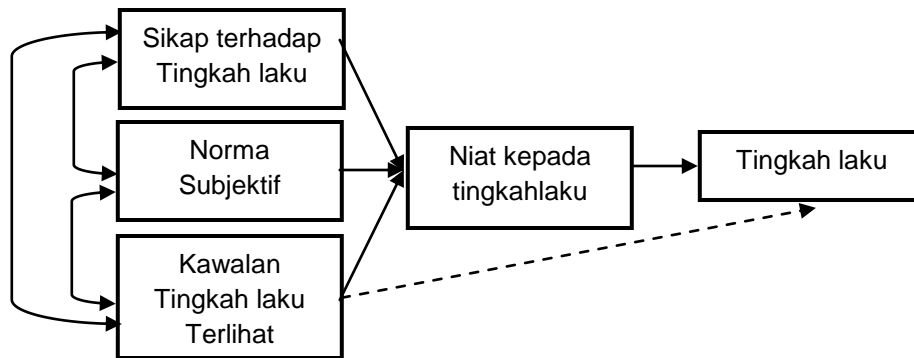 Sikap terhadap
Tingkah laku
Norma
Subjektif
Kawalan
Tingkah laku
Terlihat
Niat kepada
tingkahlaku
Tingkah laku